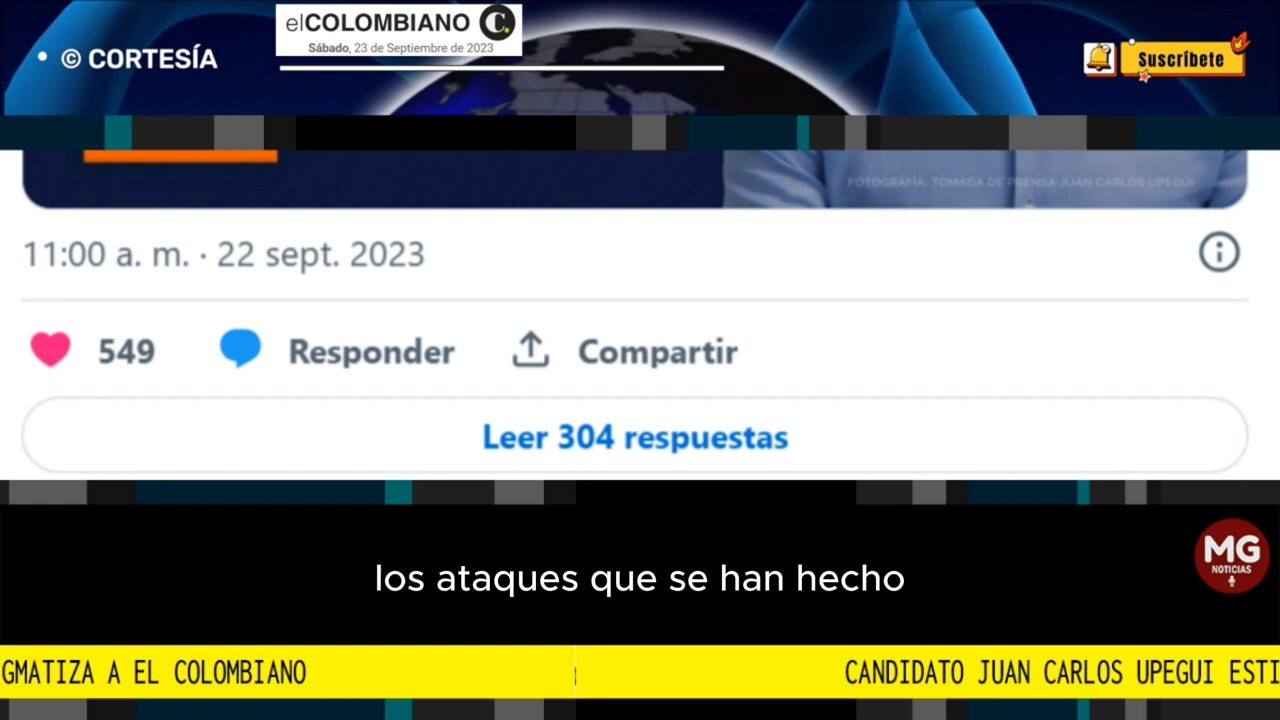 elCOLOMBIANO C.
Sábado, 23 de Septiembre de 2023
• © CORTESÍA
Suscríbete
FOTOGRAFÍA: TOMADA DE PRENSA JUAN CARLOS UPEGUI
11:00 a. m. · 22 sept. 2023
549 Responder Compartir
Leer 304 respuestas
MG
NOTICIAS
los ataques que se han hecho
GMATIZA A EL COLOMBIANO CANDIDATO JUAN CARLOS UPEGUI ESTI